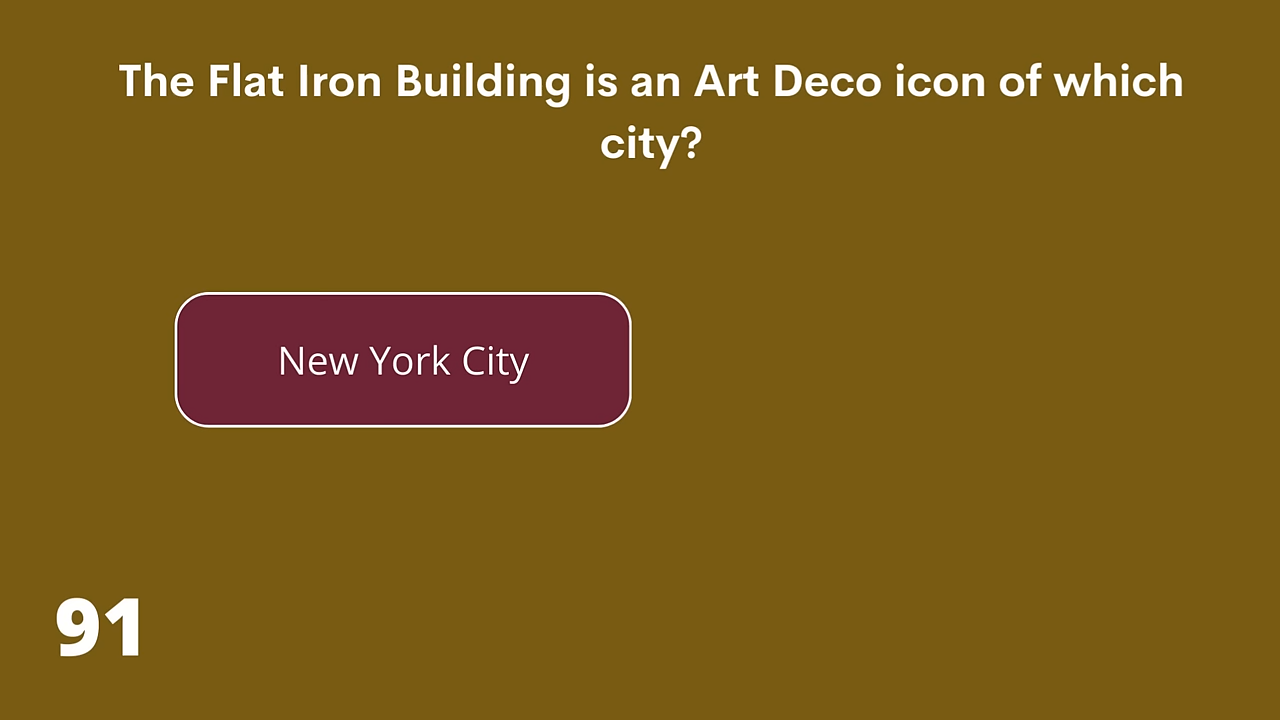 The Flat Iron Building is an Art Deco icon of which
city?
New York City
91